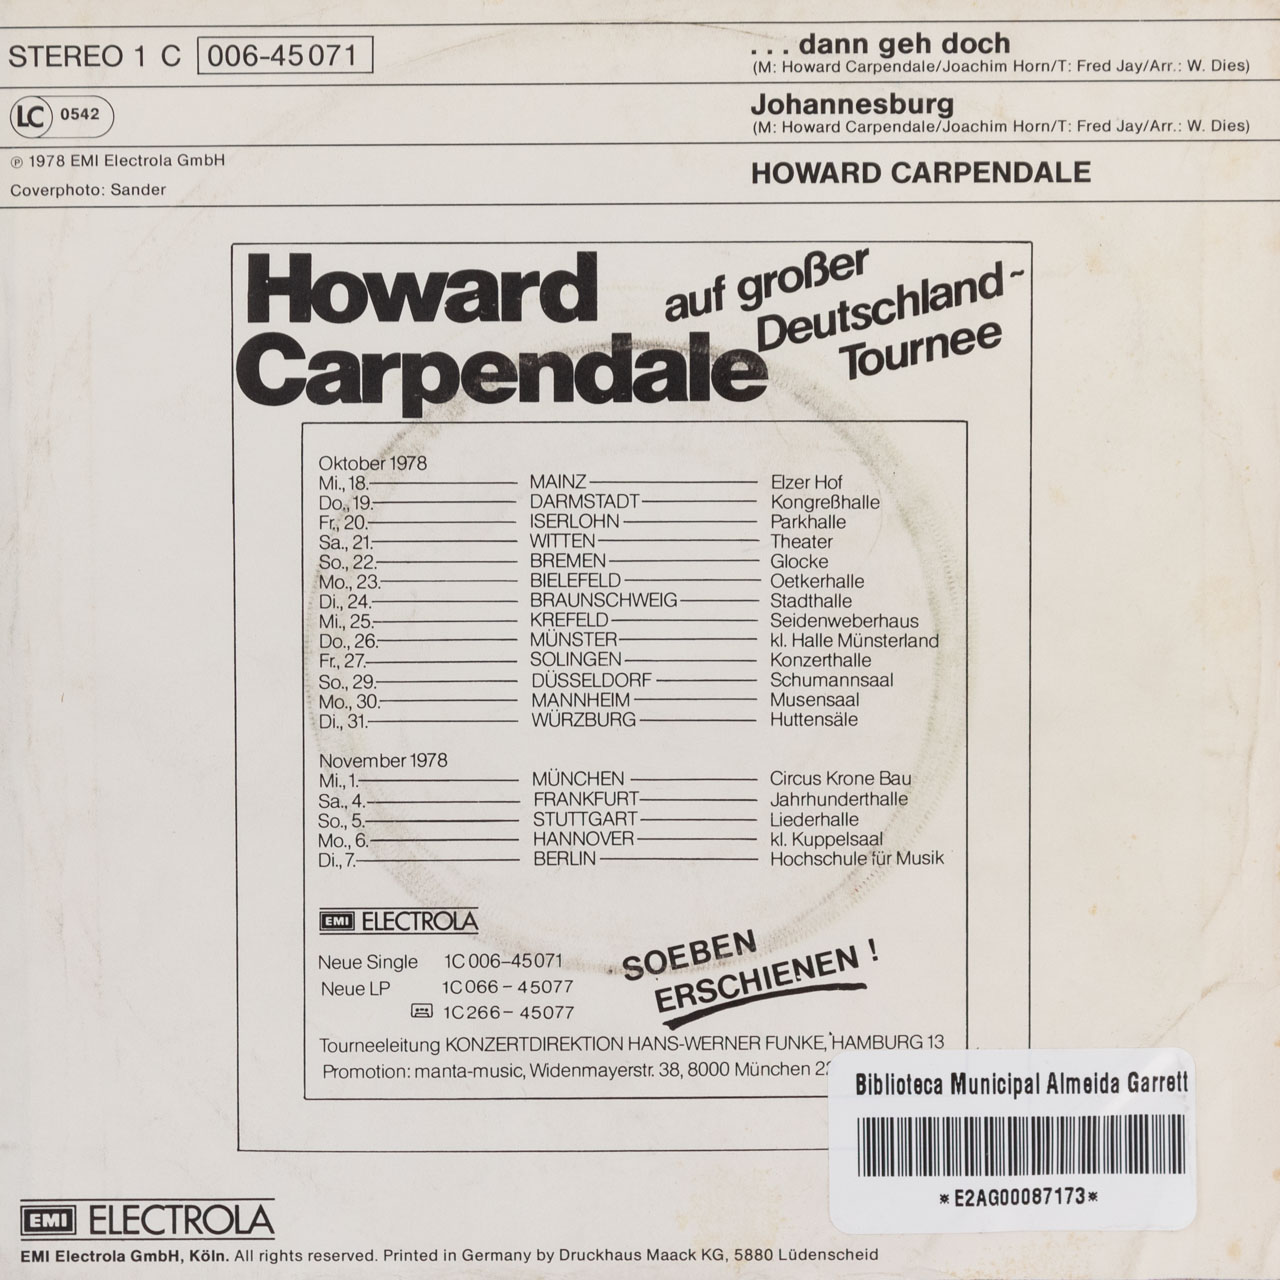 STEREO 1 C 006-45071
LC 0542
℗ 1978 EMI Electrola GmbH
Coverphoto: Sander
. . . dann geh doch
(M: Howard Carpendale/Joachim Horn/T: Fred Jay/Arr.: W. Dies)
Johannesburg
(M: Howard Carpendale/Joachim Horn/T: Fred Jay/Arr.: W. Dies)
HOWARD CARPENDALE
Howard
Carpendale
auf großer
Deutschland-
Tournee
Oktober 1978
Mi., 18. MAINZ Elzer Hof
Do., 19. DARMSTADT Kongreßhalle
Fr., 20. ISERLOHN Parkhalle
Sa., 21. WITTEN Theater
So., 22. BREMEN Glocke
Mo., 23. BIELEFELD Oetkerhalle
Di., 24. BRAUNSCHWEIG Stadthalle
Mi., 25. KREFELD Seidenweberhaus
Do., 26. MÜNSTER kl. Halle Münsterland
Fr., 27. SOLINGEN Konzerthalle
So., 29. DÜSSELDORF Schumannsaal
Mo., 30. MANNHEIM Musensaal
Di., 31. WÜRZBURG Huttensäle
November 1978
Mi., 1. MÜNCHEN Circus Krone Bau
Sa., 4. FRANKFURT Jahrhunderthalle
So., 5. STUTTGART Liederhalle
Mo., 6. HANNOVER kl. Kuppelsaal
Di., 7. BERLIN Hochschule für Musik
EMI ELECTROLA
Neue Single 1C 006-45071
Neue LP 1C 066 - 45077
1C 266 - 45077
SOEBEN
ERSCHIENEN !
Tourneeleitung KONZERTDIREKTION HANS-WERNER FUNKE, HAMBURG 13
Promotion: manta-music, Widenmayerstr. 38, 8000 München 22
Biblioteca Municipal Almeida Garrett
*E2AG00087173*
EMI ELECTROLA
EMI Electrola GmbH, Köln. All rights reserved. Printed in Germany by Druckhaus Maack KG, 5880 Lüdenscheid